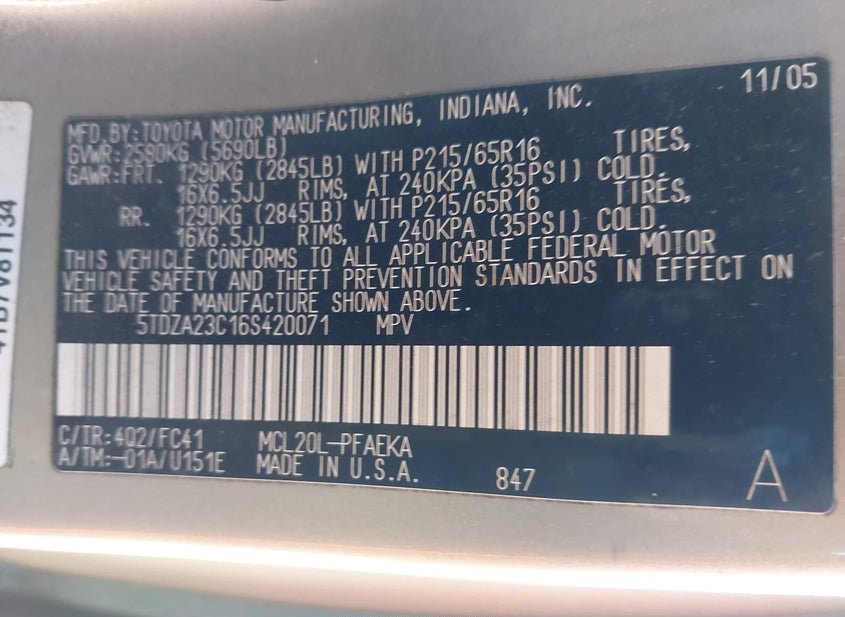 11/05
MFD.BY:TOYOTA MOTOR MANUFACTURING, INDIANA, INC.
GVWR:2580KG (5690LB)
GAWR:FRT. 1290KG (2845LB) WITH P215/65R16 TIRES,
16X6.5JJ RIMS, AT 240KPA (35PSI) COLD.
RR. 1290KG (2845LB) WITH P215/65R16 TIRES,
16X6.5JJ RIMS, AT 240KPA (35PSI) COLD.
THIS VEHICLE CONFORMS TO ALL APPLICABLE FEDERAL MOTOR
VEHICLE SAFETY AND THEFT PREVENTION STANDARDS IN EFFECT ON
THE DATE OF MANUFACTURE SHOWN ABOVE.
5TDZA23C16S420071 MPV
C/TR:4Q2/FC41 MCL20L-PFAEKA
A/TM:-01A/U151E MADE IN U.S.A. 847 A